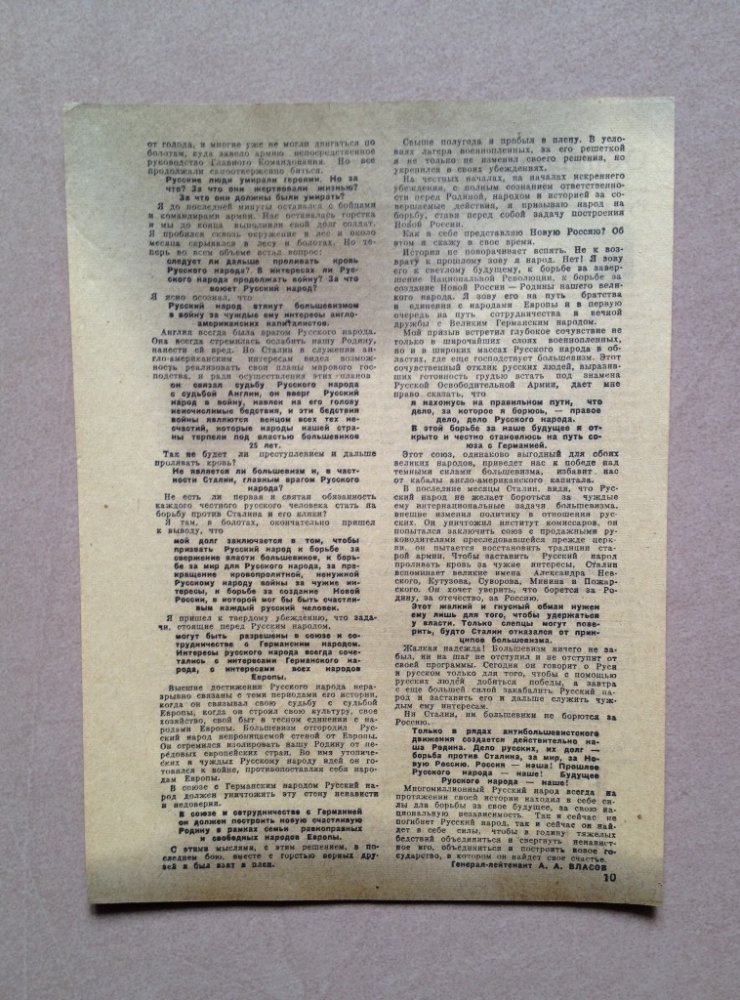 от голода, и многие уже не могли двигаться по
болотам, куда завело армию непосредственное
руководство Главного Командования. Но все
продолжали самоотверженно биться.
Русские люди умирали героями. Но за
что? За что они жертвовали жизнью?
За что они должны были умирать?
Я до последней минуты оставался с бойцами
и командирами армии. Нас оставалась горстка
и мы до конца выполнили свой долг солдат.
Я пробился сквозь окружение в лес и около
месяца скрывался в лесу и болотах. Но те-
перь во всем объеме встал вопрос:
следует ли дальше проливать кровь
Русского народа? В интересах ли Рус-
ского народа продолжать войну? За что
воюет Русский народ?
Я ясно осознал, что
Русский народ втянут большевизмом
в войну за чуждые ему интересы англо-
американских капиталистов.
Англия всегда была врагом Русского народа.
Она всегда стремилась ослабить нашу Родину,
нанести ей вред. Но Сталин в служении ан-
гло-американским интересам видел возмож-
ность реализовать свои планы мирового гос-
подства, и ради осуществления этих планов
он связал судьбу Русского народа
с судьбой Англии, он вверг Русский
народ в войну, навлек на его голову
неисчислимые бедствия, и эти бедствия
войны являются венцом всех тех не-
счастий, которые народы нашей стра-
ны терпели под властью большевиков
25 лет.
Так не будет ли преступлением и дальше
проливать кровь?
Не является ли большевизм и, в част-
ности Сталин, главным врагом Русского
народа?
Не есть ли первая и святая обязанность
каждого честного русского человека стать на
борьбу против Сталина и его клики?
Я там, в болотах, окончательно пришел
к выводу, что
мой долг заключается в том, чтобы
призвать Русский народ к борьбе за
свержение власти большевиков, к борь-
бе за мир для Русского народа, за пре-
кращение кровопролитной, ненужной
Русскому народу войны за чужие ин-
тересы, к борьбе за создание Новой
России, в которой мог бы быть счастли-
вым каждый русский человек.
Я пришел к твердому убеждению, что зада-
чи, стоящие перед Русским народом,
могут быть разрешены в союзе и со-
трудничестве с Германским народом.
Интересы русского народа всегда соче-
тались с интересами Германского на-
рода, с интересами всех народов
Европы.
Высшие достижения Русского народа нера-
зрывно связаны с теми периодами его истории,
когда он связывал свою судьбу с судьбой
Европы, когда он строил свою культуру, свое
хозяйство, свой быт в тесном единении с на-
родами Европы. Большевизм отгородил Рус-
ский народ непроницаемой стеной от Европы.
Он стремился изолировать нашу Родину от пе-
редовых европейских стран. Во имя утопиче-
ских и чуждых Русскому народу идей он го-
товился к войне, противопоставляя себя наро-
дам Европы.
В союзе с Германским народом Русский на-
род должен уничтожить эту стену ненависти
и недоверия.
В союзе и сотрудничестве с Германией
он должен построить новую счастливую
Родину в рамках семьи равноправных
и свободных народов Европы.
С этими мыслями, с этим решением, в по-
следнем бою, вместе с горстью верных дру-
зей я был взят в плен.
Свыше полугода я пробыл в плену. В усло-
виях лагеря военнопленных, за его решеткой
я не только не изменил своего решения, но
укрепился в своих убеждениях.
На честных началах, на началах искреннего
убеждения, с полным сознанием ответственно-
сти перед Родиной, народом и историей за со-
вершаемые действия, я призываю народ на
борьбу, ставя перед собой задачу построения
Новой России.
Как я себе представляю Новую Россию? Об
этом я скажу в свое время.
История не поворачивает вспять. Не к воз-
врату к прошлому зову я народ. Нет! Я зову
его к светлому будущему, к борьбе за завер-
шение Национальной Революции, к борьбе за
создание Новой России — Родины нашего вели-
кого народа. Я зову его на путь братства
и единения с народами Европы и в первую
очередь на путь сотрудничества и вечной
дружбы с Великим Германским народом.
Мой призыв встретил глубокое сочувствие не
только в широчайших слоях военнопленных,
но и в широких массах Русского народа в об-
ластях, где еще господствует большевизм. Этот
сочувственный отклик русских людей, выразив-
ших готовность грудью встать под знамена
Русской Освободительной Армии, дает мне
право сказать, что
я нахожусь на правильном пути, что
дело, за которое я борюсь, — правое
дело, дело Русского народа.
В этой борьбе за наше будущее я от-
крыто и честно становлюсь на путь сою-
за с Германией.
Этот союз, одинаково выгодный для обоих
великих народов, приведет нас к победе над
темными силами большевизма, избавит нас
от кабалы англо-американского капитала.
В последние месяцы Сталин, видя, что Рус-
ский народ не желает бороться за чуждые
ему интернациональные задачи большевизма,
внешне изменил политику в отношении рус-
ских. Он уничтожил институт комиссаров, он
попытался заключить союз с продажными ру-
ководителями преследовавшейся прежде церк-
ви, он пытается восстановить традиции ста-
рой армии. Чтобы заставить Русский народ
проливать кровь за чужие интересы, Сталин
вспоминает великие имена Александра Нев-
ского, Кутузова, Суворова, Минина и Пожар-
ского. Он хочет уверить, что борется за Ро-
дину, за отечество, за Россию.
Этот жалкий и гнусный обман нужен
ему лишь для того, чтобы удержаться
у власти. Только слепцы могут пове-
рить, будто Сталин отказался от прин-
ципов большевизма.
Жалкая надежда! Большевизм ничего не за-
был, ни на шаг не отступил и не отступит от
своей программы. Сегодня он говорит о Руси
и русском только для того, чтобы с помощью
русских людей добиться победы, а завтра
с еще большей силой закабалить Русский на-
род и заставить его и дальше служить чуж-
дым ему интересам.
Ни Сталин, ни большевики не борются за
Россию.
Только в рядах антибольшевистского
движения создается действительно на-
ша Родина. Дело русских, их долг —
борьба против Сталина, за мир, за Но-
вую Россию. Россия — наша! Прошлое
Русского народа — наше! Будущее
Русского народа — наше!
Многомиллионный Русский народ всегда на
протяжении своей истории находил в себе си-
лы для борьбы за свое будущее, за свою на-
циональную независимость. Так и сейчас не
погибнет Русский народ, так и сейчас он най-
дет в себе силы, чтобы в годину тяжелых
бедствий объединиться и свергнуть ненавист-
ное иго, объединиться и построить новое го-
сударство, в котором он найдет свое счастье.
Генерал-лейтенант А. А. ВЛАСОВ
10